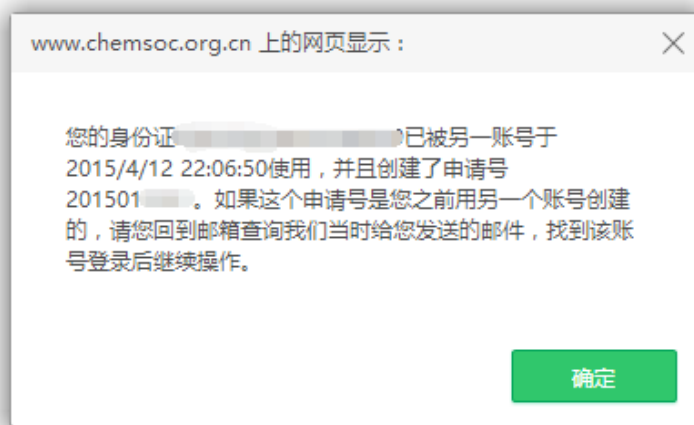 www.chemsoc.org.cn 上的网页显示：
您的身份证 已被另一账号于
2015/4/12 22:06:50使用，并且创建了申请号
201501 。如果这个申请号是您之前用另一个账号创建
的，请您回到邮箱查询我们当时给您发送的邮件，找到该账
号登录后继续操作。
确定